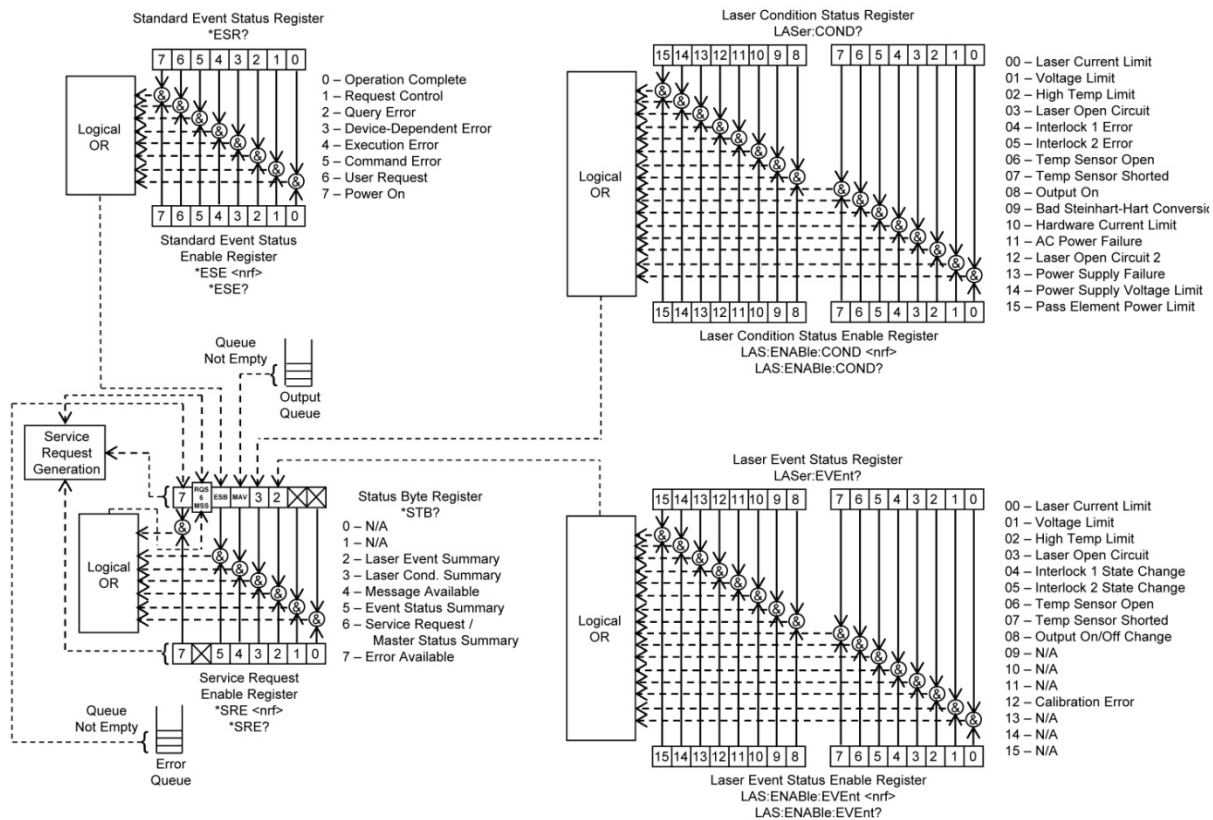 Standard Event Status Register
*ESR?
7 6 5 4 3 2 1 0
Logical
OR
& & & & & & & &
0 – Operation Complete
1 – Request Control
2 – Query Error
3 – Device-Dependent Error
4 – Execution Error
5 – Command Error
6 – User Request
7 – Power On
7 6 5 4 3 2 1 0
Standard Event Status
Enable Register
*ESE <nrf>
*ESE?
Laser Condition Status Register
LASer:COND?
15 14 13 12 11 10 9 8 7 6 5 4 3 2 1 0
Logical
OR
& & & & & & & & & & & & & & & &
00 – Laser Current Limit
01 – Voltage Limit
02 – High Temp Limit
03 – Laser Open Circuit
04 – Interlock 1 Error
05 – Interlock 2 Error
06 – Temp Sensor Open
07 – Temp Sensor Shorted
08 – Output On
09 – Bad Steinhart-Hart Conversio
10 – Hardware Current Limit
11 – AC Power Failure
12 – Laser Open Circuit 2
13 – Power Supply Failure
14 – Power Supply Voltage Limit
15 – Pass Element Power Limit
15 14 13 12 11 10 9 8 7 6 5 4 3 2 1 0
Laser Condition Status Enable Register
LAS:ENABle:COND <nrf>
LAS:ENABle:COND?
Queue
Not Empty
Output
Queue
Service
Request
Generation
7 RQS 6 MSS ESB MAV 3 2
Logical
OR
& & & & & & &
Status Byte Register
*STB?
0 – N/A
1 – N/A
2 – Laser Event Summary
3 – Laser Cond. Summary
4 – Message Available
5 – Event Status Summary
6 – Service Request /
Master Status Summary
7 – Error Available
7 5 4 3 2 1 0
Service Request
Enable Register
*SRE <nrf>
*SRE?
Queue
Not Empty
Error
Queue
Laser Event Status Register
LASer:EVEnt?
15 14 13 12 11 10 9 8 7 6 5 4 3 2 1 0
Logical
OR
& & & & & & & & & & & & & & & &
00 – Laser Current Limit
01 – Voltage Limit
02 – High Temp Limit
03 – Laser Open Circuit
04 – Interlock 1 State Change
05 – Interlock 2 State Change
06 – Temp Sensor Open
07 – Temp Sensor Shorted
08 – Output On/Off Change
09 – N/A
10 – N/A
11 – N/A
12 – Calibration Error
13 – N/A
14 – N/A
15 – N/A
15 14 13 12 11 10 9 8 7 6 5 4 3 2 1 0
Laser Event Status Enable Register
LAS:ENABle:EVEnt <nrf>
LAS:ENABle:EVEnt?